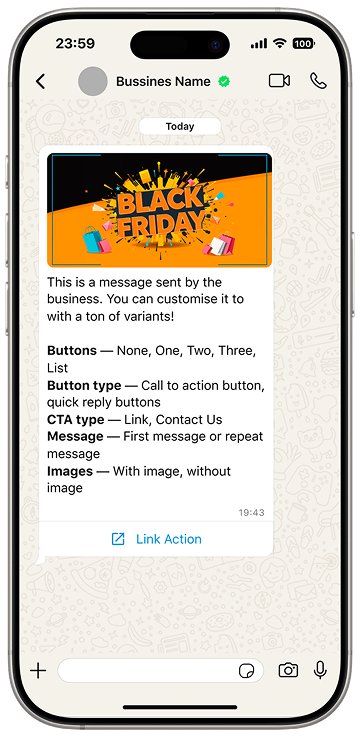 23:59
100
Bussines Name
Today
BLACK
FRIDAY
This is a message sent by the
business. You can customise it to
with a ton of variants!
Buttons — None, One, Two, Three,
List
Button type — Call to action button,
quick reply buttons
CTA type — Link, Contact Us
Message — First message or repeat
message
Images — With image, without
image
19:43
Link Action